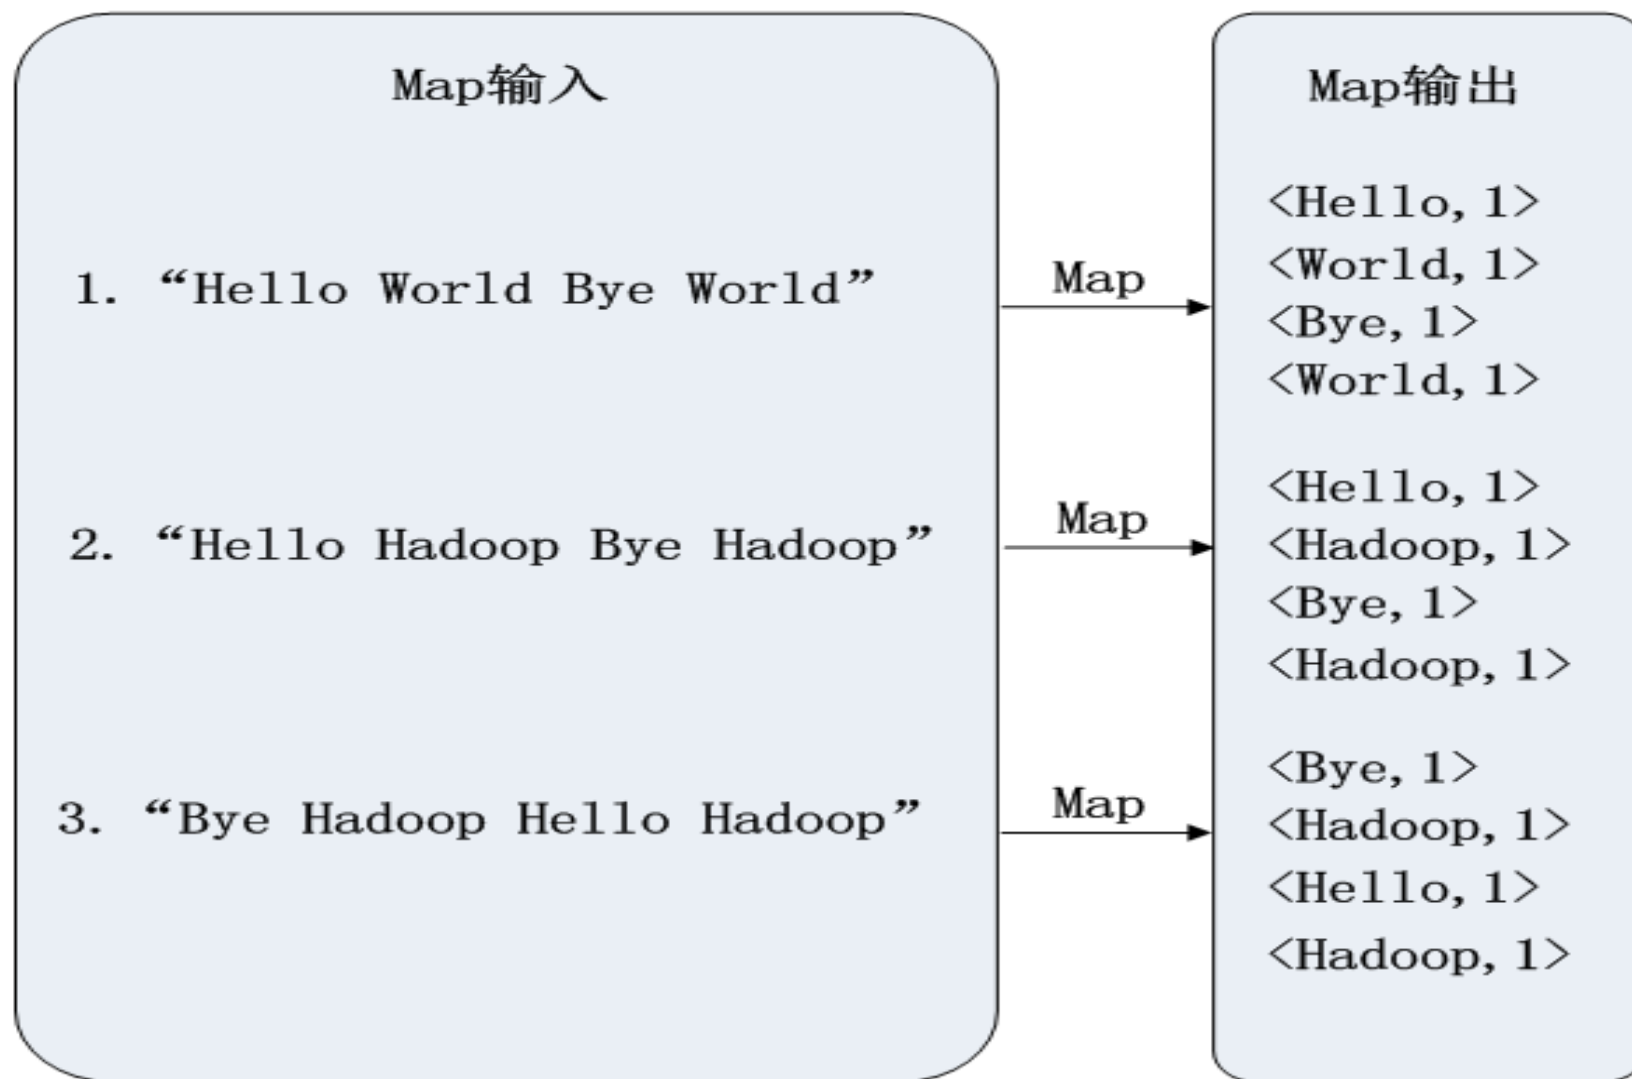 Map输入
1. “Hello World Bye World”
2. “Hello Hadoop Bye Hadoop”
3. “Bye Hadoop Hello Hadoop”
Map
Map
Map
Map输出
<Hello, 1>
<World, 1>
<Bye, 1>
<World, 1>
<Hello, 1>
<Hadoop, 1>
<Bye, 1>
<Hadoop, 1>
<Bye, 1>
<Hadoop, 1>
<Hello, 1>
<Hadoop, 1>